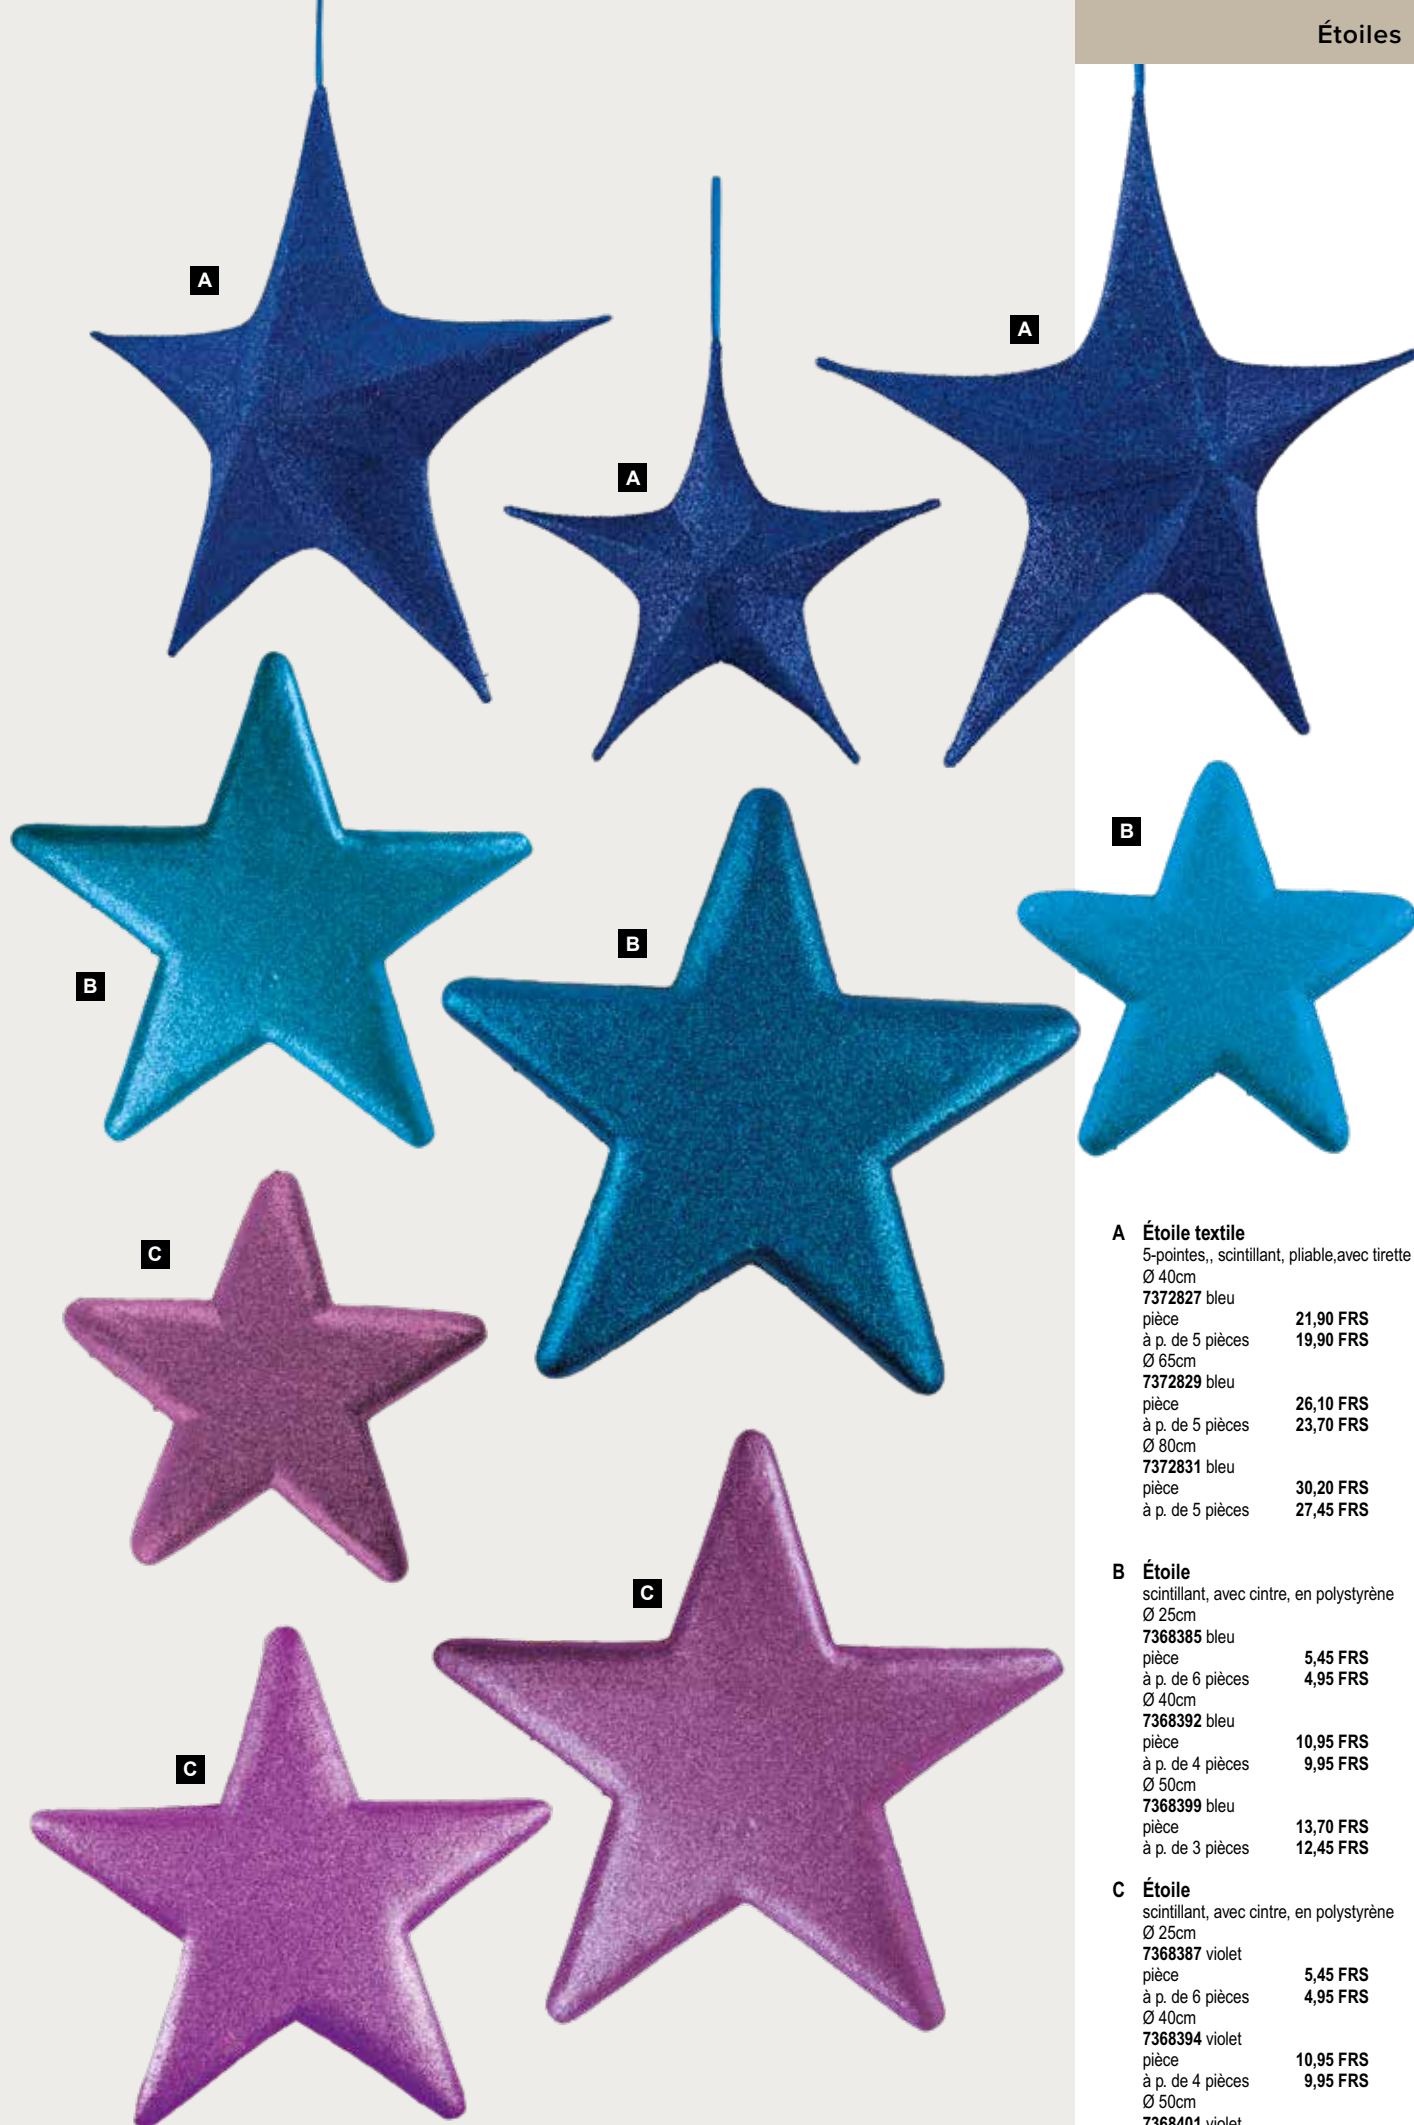 Étoiles
A
A
A
B
B
B
C
C
C
A Étoile textile
5-pointes,, scintillant, pliable,avec tirette
Ø 40cm
7372827 bleu
pièce 21,90 FRS
à p. de 5 pièces 19,90 FRS
Ø 65cm
7372829 bleu
pièce 26,10 FRS
à p. de 5 pièces 23,70 FRS
Ø 80cm
7372831 bleu
pièce 30,20 FRS
à p. de 5 pièces 27,45 FRS
B Étoile
scintillant, avec cintre, en polystyrène
Ø 25cm
7368385 bleu
pièce 5,45 FRS
à p. de 6 pièces 4,95 FRS
Ø 40cm
7368392 bleu
pièce 10,95 FRS
à p. de 4 pièces 9,95 FRS
Ø 50cm
7368399 bleu
pièce 13,70 FRS
à p. de 3 pièces 12,45 FRS
C Étoile
scintillant, avec cintre, en polystyrène
Ø 25cm
7368387 violet
pièce 5,45 FRS
à p. de 6 pièces 4,95 FRS
Ø 40cm
7368394 violet
pièce 10,95 FRS
à p. de 4 pièces 9,95 FRS
Ø 50cm
7368401 violet